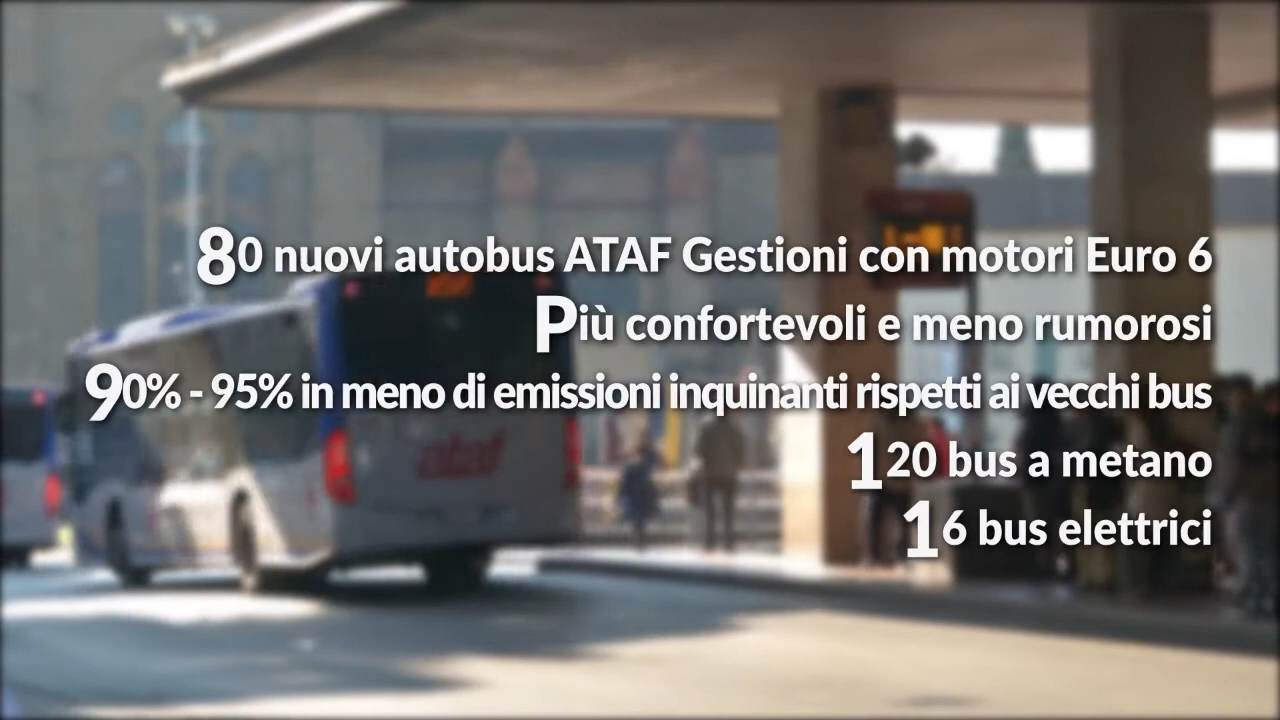 80 nuovi autobus ATAF Gestioni con motori Euro 6
Più confortevoli e meno rumorosi
90% - 95% in meno di emissioni inquinanti rispetti ai vecchi bus
120 bus a metano
16 bus elettrici
ataf